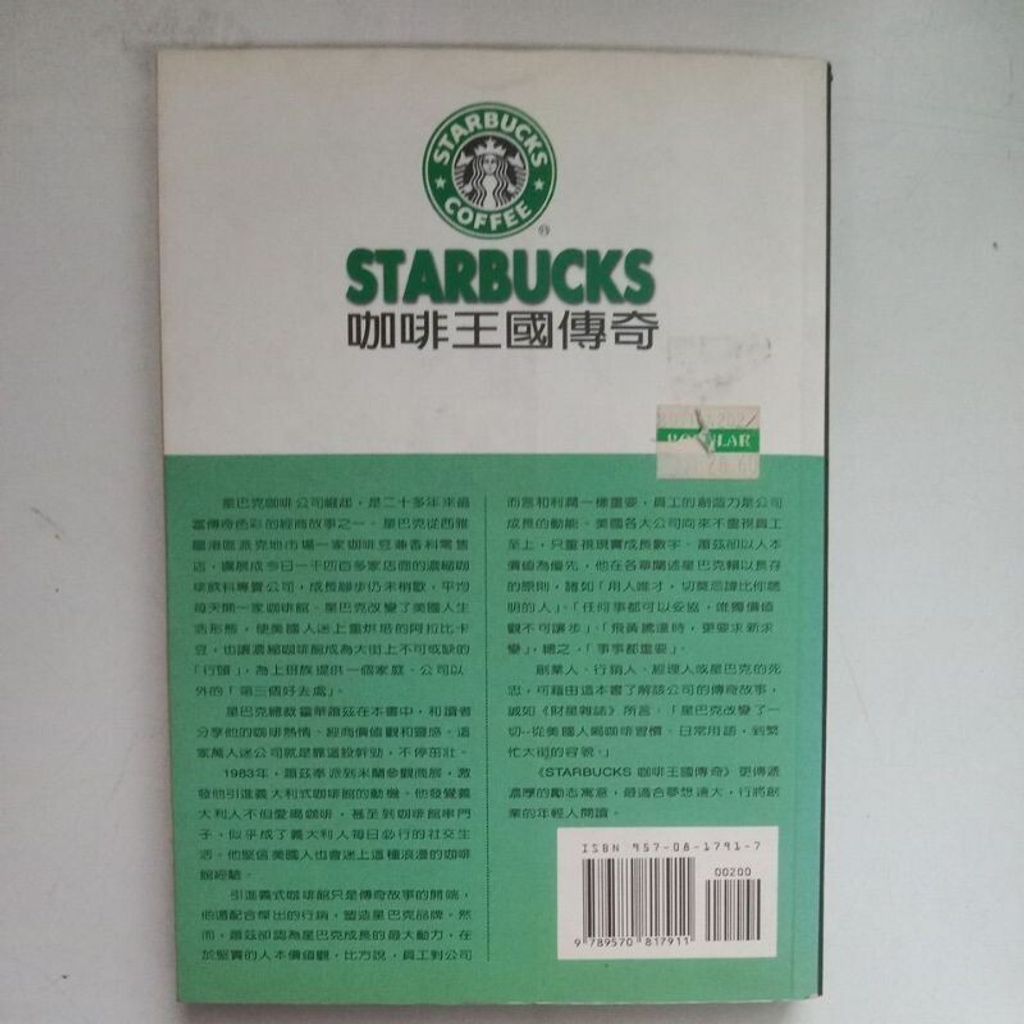 STARBUCKS
COFFEE
®
STARBUCKS
咖啡王國傳奇
POPULAR
星巴克咖啡公司崛起，是二十多年來最
富傳奇色彩的經商故事之一。星巴克從西雅
圖港區派克地市場一家咖啡豆兼香料零售
店，擴展成今日一千四百多家店面的濃縮咖
啡飲料專賣公司，成長腳步仍未稍歇，平均
每天開一家咖啡館。星巴克改變了美國人生
活形態，使美國人迷上重烘焙的阿拉比卡
豆，也讓濃縮咖啡館成為大街上不可或缺的
「行頭」，為上班族提供一個家庭、公司以
外的「第三個好去處」。
星巴克總裁霍華蕭茲在本書中，和讀者
分享他的咖啡熱情、經商價值觀和靈感。這
家萬人迷公司就是靠這股幹勁，不停茁壯。
1983年，蕭茲奉派到米蘭參觀商展，激
發他引進義大利式咖啡館的動機。他發覺義
大利人不但愛喝咖啡，甚至到咖啡館串門
子，似乎成了義大利人每日必行的社交生
活。他堅信美國人也會迷上這種浪漫的咖啡
館經驗。
引進義式咖啡館只是傳奇故事的開端，
他還配合傑出的行銷，塑造星巴克品牌。然
而，蕭茲卻認為星巴克成長的最大動力，在
於堅實的人本價值觀，比方說，員工對公司
而言和利潤一樣重要，員工的創造力是公司
成長的動能。美國各大公司向來不重視員工
至上，只重視現實成長數字。蕭茲卻以人本
價值為優先，他在各章闡述星巴克賴以長存
的原則，諸如「用人唯才，切莫忌諱比你聰
明的人」、「任何事都可以妥協，唯獨價值
觀不可讓步」、「飛黃騰達時，更要求新求
變」，總之，「事事都重要」。
創業人、行銷人、經理人或星巴克的死
忠，可藉由這本書了解該公司的傳奇故事，
誠如《財星雜誌》所言，「星巴克改變了一
切--從美國人喝咖啡習慣、日常用語，到繁
忙大街的容貌。」
《STARBUCKS 咖啡王國傳奇》更傳遞
濃厚的勵志寓意，最適合夢想遠大，行將創
業的年輕人閱讀。
ISBN 957-08-1791-7
00200
9 789570 817911